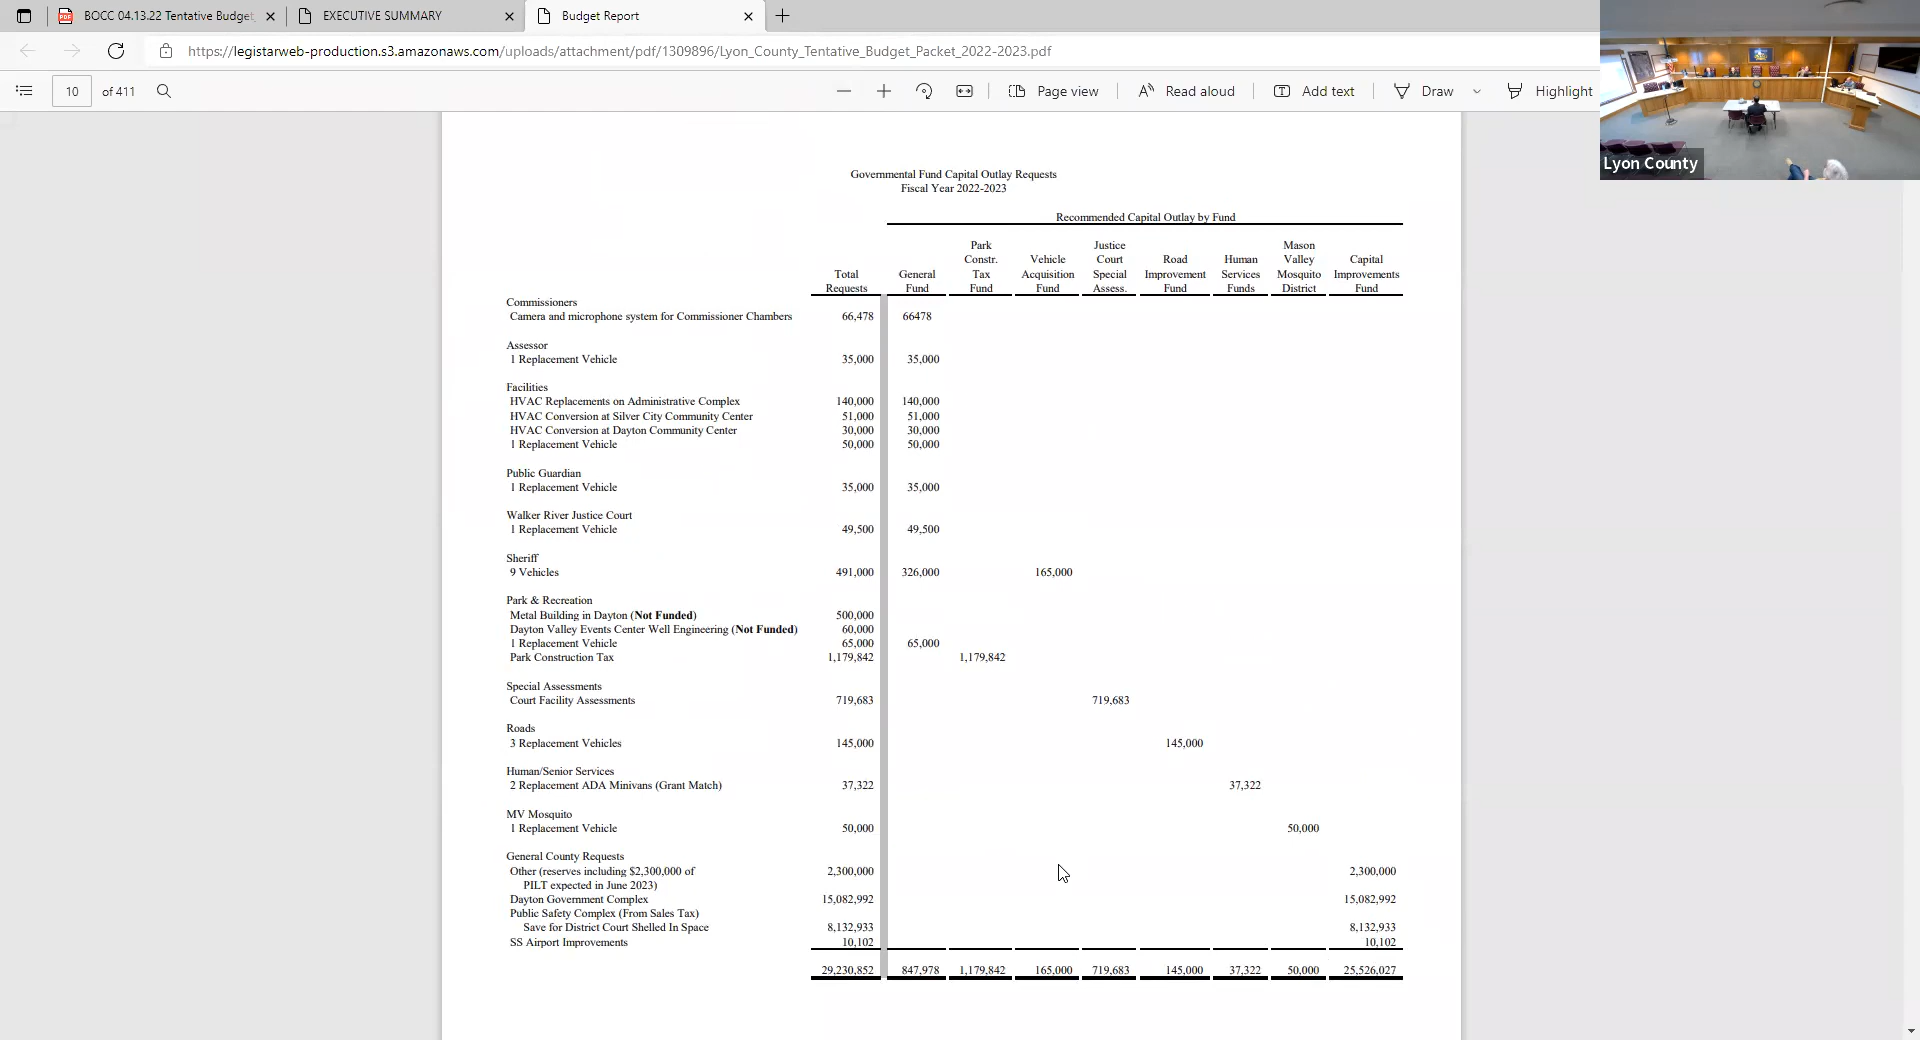 BOCC 04.13.22 Tentative Budget
EXECUTIVE SUMMARY
Budget Report
https://legistarweb-production.s3.amazonaws.com/uploads/attachment/pdf/1309896/Lyon_County_Tentative_Budget_Packet_2022-2023.pdf
10 of 411
Page view
Read aloud
Add text
Draw
Highlight
Lyon County
Governmental Fund Capital Outlay Requests
Fiscal Year 2022-2023
Recommended Capital Outlay by Fund
Park Justice Mason
Constr. Vehicle Court Road Human Valley Capital
Total General Tax Acquisition Special Improvement Services Mosquito Improvements
Requests Fund Fund Fund Assess. Fund Funds District Fund
Commissioners
Camera and microphone system for Commissioner Chambers 66,478 66478
Assessor
1 Replacement Vehicle 35,000 35,000
Facilities
HVAC Replacements on Administrative Complex 140,000 140,000
HVAC Conversion at Silver City Community Center 51,000 51,000
HVAC Conversion at Dayton Community Center 30,000 30,000
1 Replacement Vehicle 50,000 50,000
Public Guardian
1 Replacement Vehicle 35,000 35,000
Walker River Justice Court
1 Replacement Vehicle 49,500 49,500
Sheriff
9 Vehicles 491,000 326,000 165,000
Park & Recreation
Metal Building in Dayton (Not Funded) 500,000
Dayton Valley Events Center Well Engineering (Not Funded) 60,000
1 Replacement Vehicle 65,000 65,000
Park Construction Tax 1,179,842 1,179,842
Special Assessments
Court Facility Assessments 719,683 719,683
Roads
3 Replacement Vehicles 145,000 145,000
Human/Senior Services
2 Replacement ADA Minivans (Grant Match) 37,322 37,322
MV Mosquito
1 Replacement Vehicle 50,000 50,000
General County Requests
Other (reserves including $2,300,000 of 2,300,000 2,300,000
PILT expected in June 2023)
Dayton Government Complex 15,082,992 15,082,992
Public Safety Complex (From Sales Tax)
Save for District Court Shelled In Space 8,132,933 8,132,933
SS Airport Improvements 10,102 10,102
29,230,852 847,978 1,179,842 165,000 719,683 145,000 37,322 50,000 25,526,027